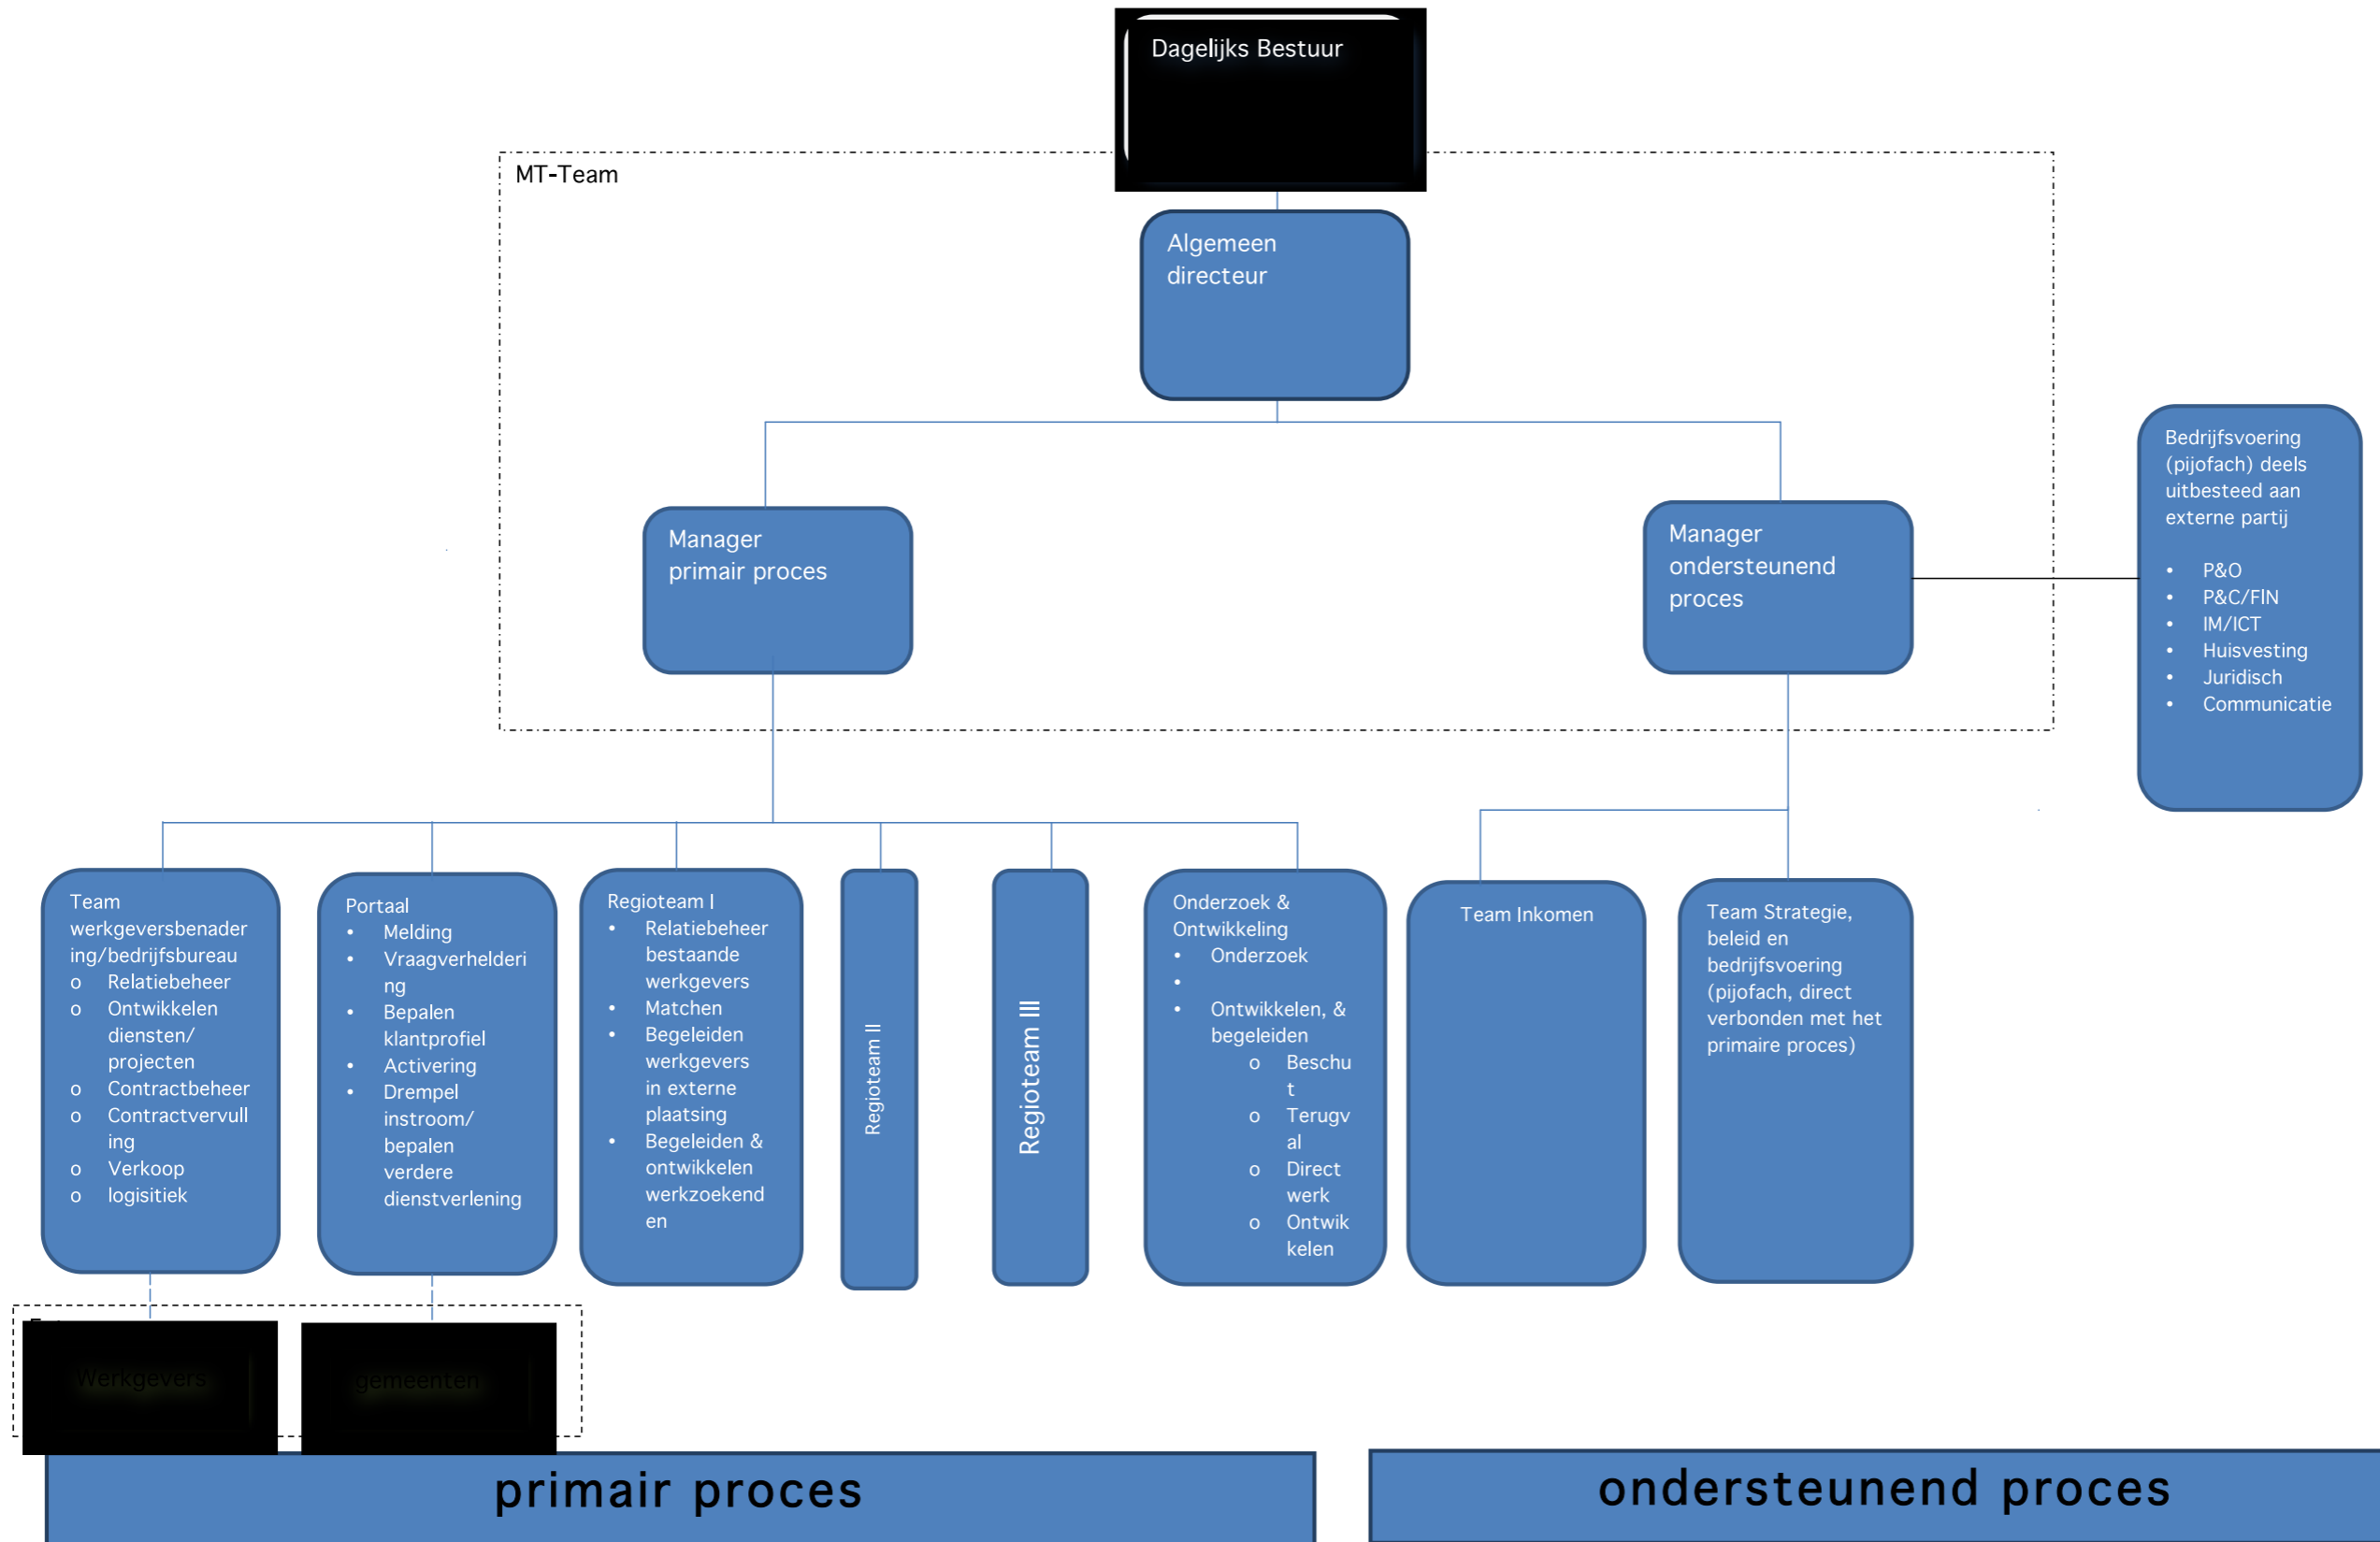 Dagelijks Bestuur
MT-Team
Algemeen
directeur
Manager
primair proces
Manager
ondersteunend
proces
Bedrijfsvoering
(pijofach) deels
uitbesteed aan
externe partij
• P&O
• P&C/FIN
• IM/ICT
• Huisvesting
• Juridisch
• Communicatie
Team
werkgeversbenader
ing/bedrijfsbureau
o Relatiebeheer
o Ontwikkelen
diensten/
projecten
o Contractbeheer
o Contractvervull
ing
o Verkoop
o logisitiek
Portaal
• Melding
• Vraagverhelderi
ng
• Bepalen
klantprofiel
• Activering
• Drempel
instroom/
bepalen
verdere
dienstverlening
Regioteam I
• Relatiebeheer
bestaande
werkgevers
• Matchen
• Begeleiden
werkgevers
in externe
plaatsing
• Begeleiden &
ontwikkelen
werkzoekend
en
Regioteam II
Regioteam III
Onderzoek &
Ontwikkeling
• Onderzoek
•
• Ontwikkelen, &
begeleiden
o Beschu
t
o Terugv
al
o Direct
werk
o Ontwik
kelen
Team Inkomen
Team Strategie,
beleid en
bedrijfsvoering
(pijofach, direct
verbonden met het
primaire proces)
Werkgevers
gemeenten
primair proces
ondersteunend proces